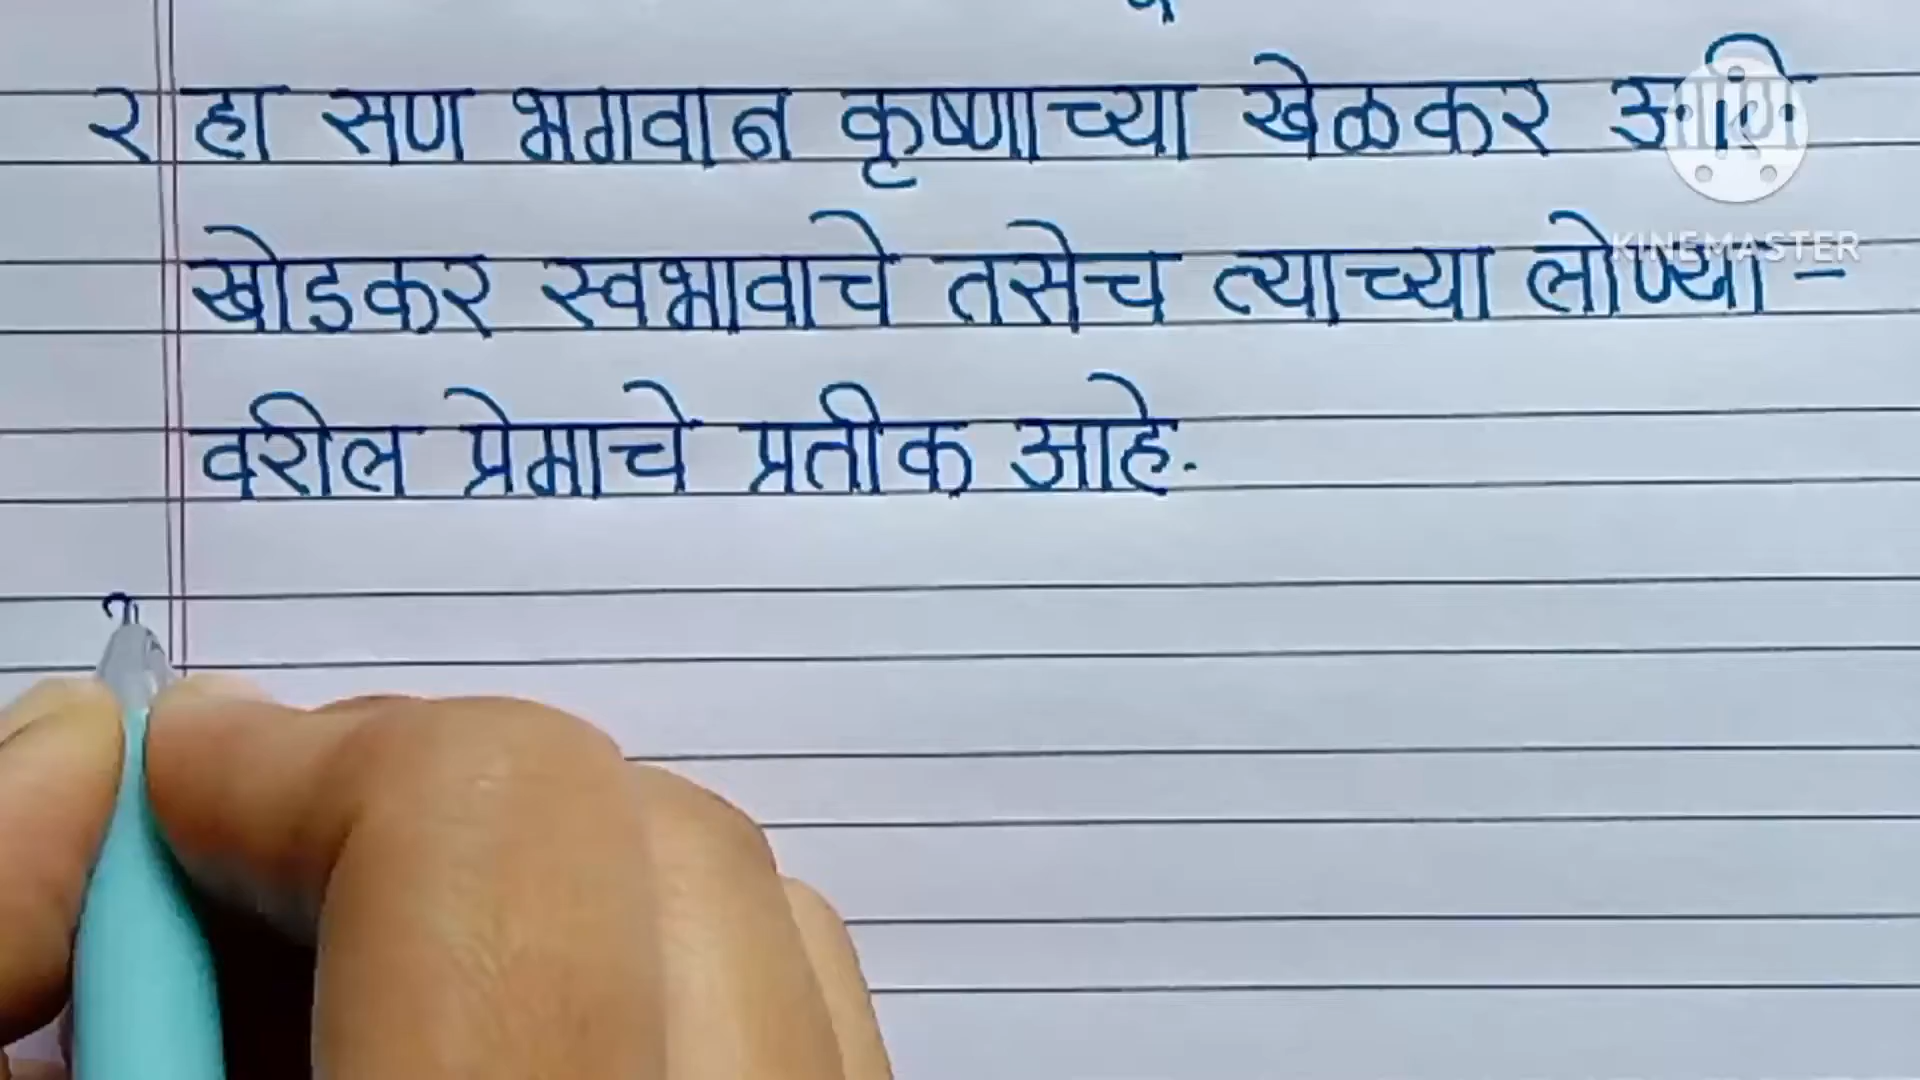 २ हा सण भगवान कृष्णाच्या खेळकर आणि
खोडकर स्वभावाचे तसेच त्याच्या लोण्या -
वरील प्रेमाचे प्रतीक आहे.
KINEMASTER